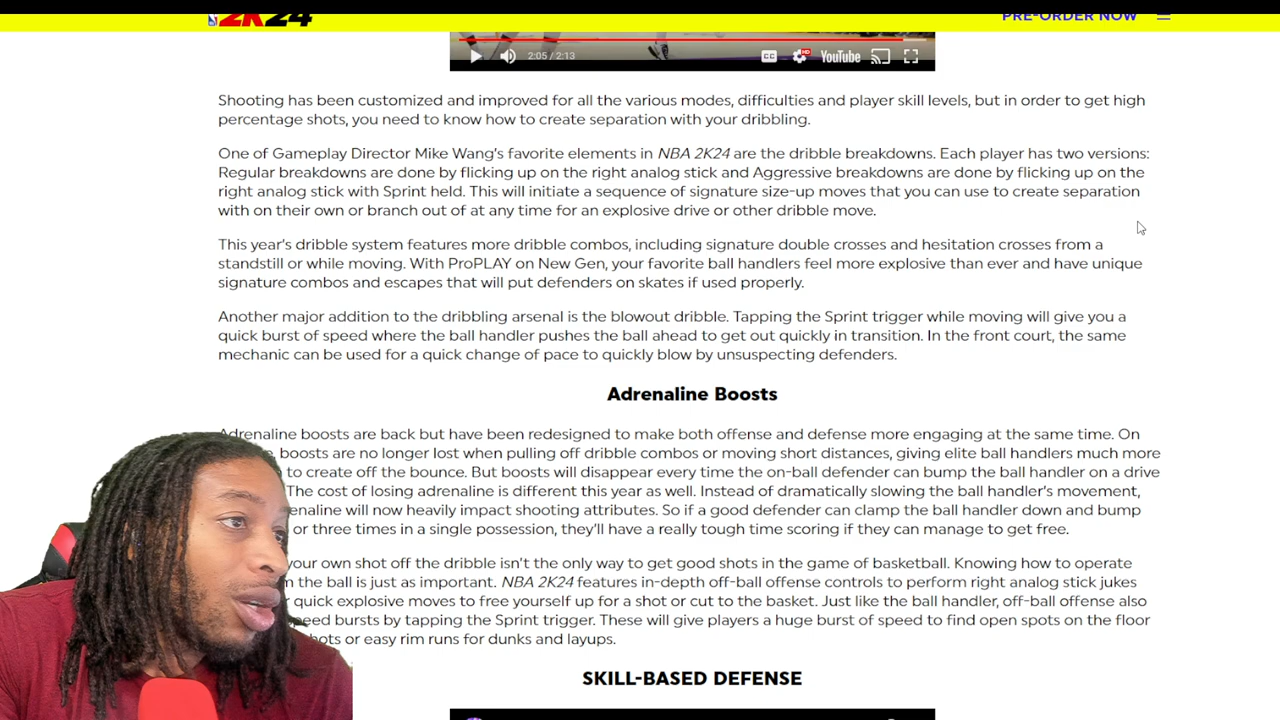 2K24
PRE-ORDER NOW
2:05 / 2:13
CC
HD
YouTube
Shooting has been customized and improved for all the various modes, difficulties and player skill levels, but in order to get high
percentage shots, you need to know how to create separation with your dribbling.
One of Gameplay Director Mike Wang's favorite elements in NBA 2K24 are the dribble breakdowns. Each player has two versions:
Regular breakdowns are done by flicking up on the right analog stick and Aggressive breakdowns are done by flicking up on the
right analog stick with Sprint held. This will initiate a sequence of signature size-up moves that you can use to create separation
with on their own or branch out of at any time for an explosive drive or other dribble move.
This year's dribble system features more dribble combos, including signature double crosses and hesitation crosses from a
standstill or while moving. With ProPLAY on New Gen, your favorite ball handlers feel more explosive than ever and have unique
signature combos and escapes that will put defenders on skates if used properly.
Another major addition to the dribbling arsenal is the blowout dribble. Tapping the Sprint trigger while moving will give you a
quick burst of speed where the ball handler pushes the ball ahead to get out quickly in transition. In the front court, the same
mechanic can be used for a quick change of pace to quickly blow by unsuspecting defenders.
Adrenaline Boosts
Adrenaline boosts are back but have been redesigned to make both offense and defense more engaging at the same time. On
boosts are no longer lost when pulling off dribble combos or moving short distances, giving elite ball handlers much more
to create off the bounce. But boosts will disappear every time the on-ball defender can bump the ball handler on a drive
The cost of losing adrenaline is different this year as well. Instead of dramatically slowing the ball handler's movement,
will now heavily impact shooting attributes. So if a good defender can clamp the ball handler down and bump
or three times in a single possession, they'll have a really tough time scoring if they can manage to get free.
your own shot off the dribble isn't the only way to get good shots in the game of basketball. Knowing how to operate
the ball is just as important. NBA 2K24 features in-depth off-ball offense controls to perform right analog stick jukes
quick explosive moves to free yourself up for a shot or cut to the basket. Just like the ball handler, off-ball offense also
bursts by tapping the Sprint trigger. These will give players a huge burst of speed to find open spots on the floor
or easy rim runs for dunks and layups.
SKILL-BASED DEFENSE